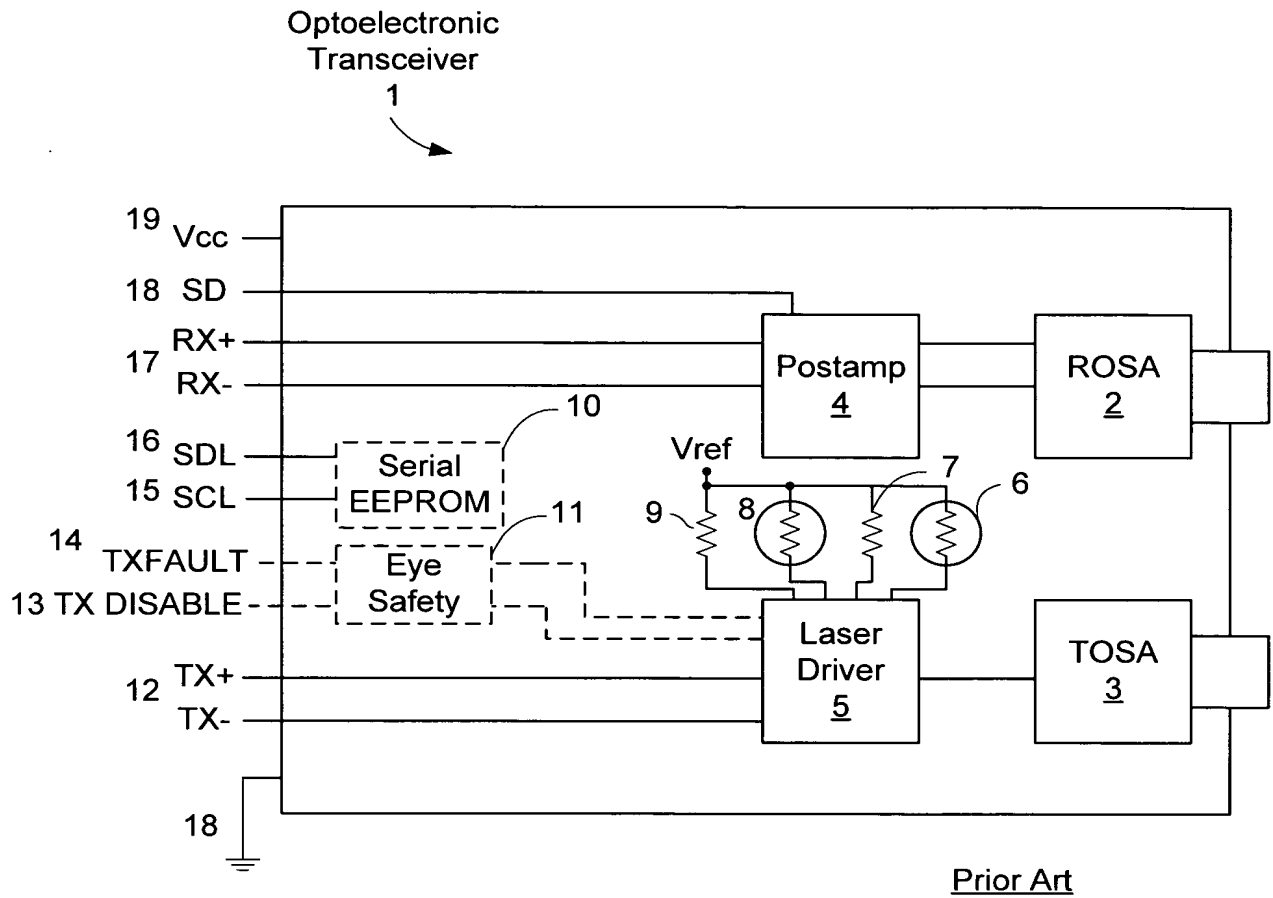 Optoelectronic
Transceiver
1
19
Vcc
18 SD
RX+
17
RX-
16
SDL
15 SCL
14
TXFAULT
13 TX DISABLE
12 TX+
TX-
18
Serial
EEPROM
10
Eye
Safety
11
Postamp
4
ROSA
2
Vref
9
8
7
6
Laser
Driver
5
TOSA
3
Prior Art